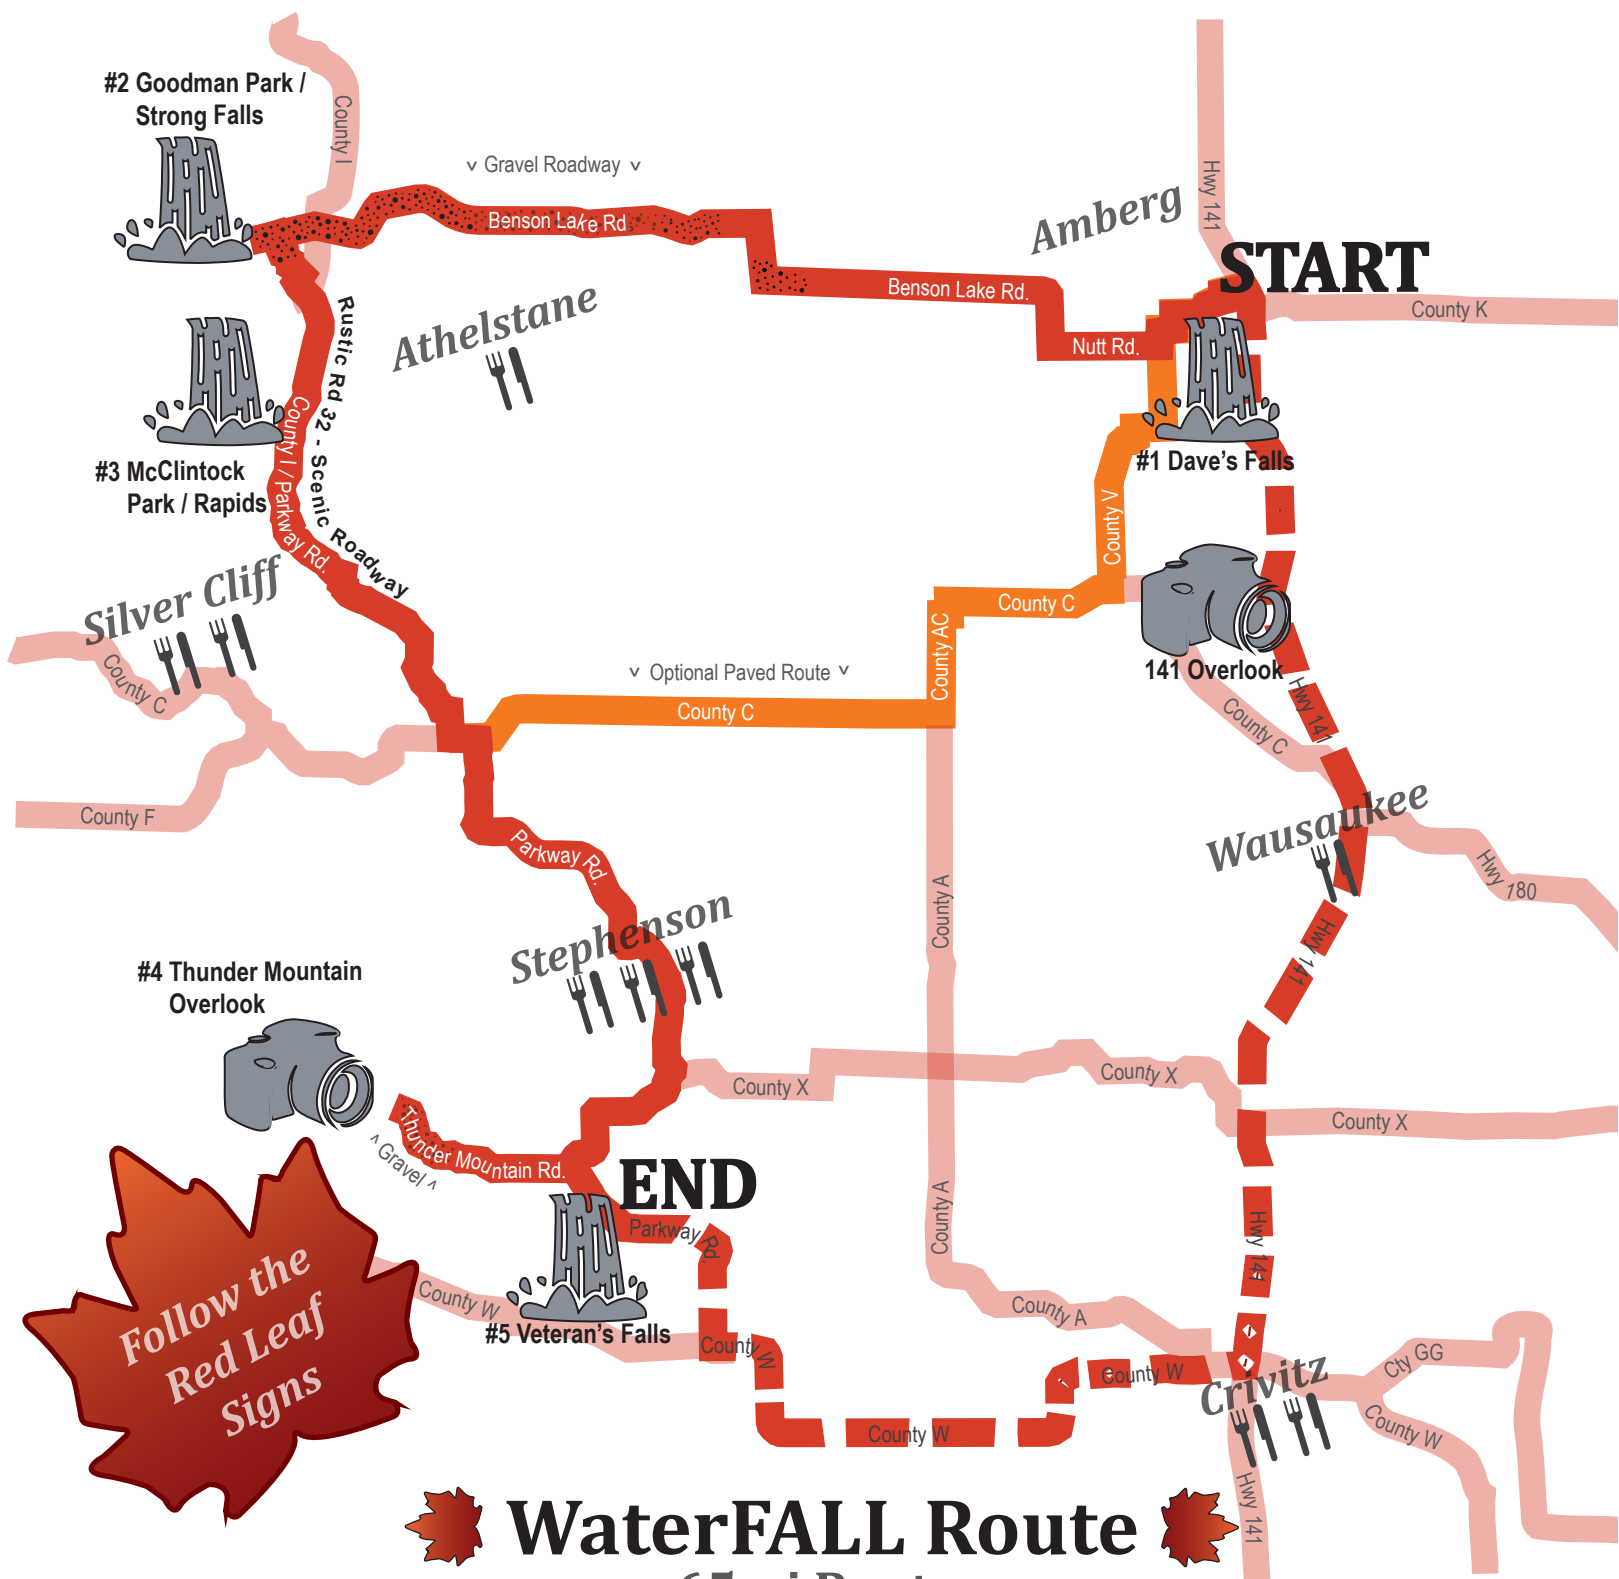 #2 Goodman Park /
Strong Falls
County I
v Gravel Roadway v
Benson Lake Rd
Amberg
Hwy 141
START
County K
Benson Lake Rd.
Nutt Rd.
Athelstane
Rustic Rd 32 - Scenic Roadway
County I / Parkway Rd.
#3 McClintock
Park / Rapids
#1 Dave's Falls
County V
Silver Cliff
County C
County C
County AC
141 Overlook
v Optional Paved Route v
County C
Hwy 141
County C
County F
Wausaukee
Parkway Rd.
Hwy 180
County A
Stephenson
Hwy 141
#4 Thunder Mountain
Overlook
County X
County X
County X
Thunder Mountain Rd.
^ Gravel ^
END
Parkway Rd.
County A
Hwy 141
Follow the
Red Leaf
Signs
County W
#5 Veteran's Falls
County W
County A
County W
Cty GG
Crivitz
County W
County W
Hwy 141
WaterFALL Route